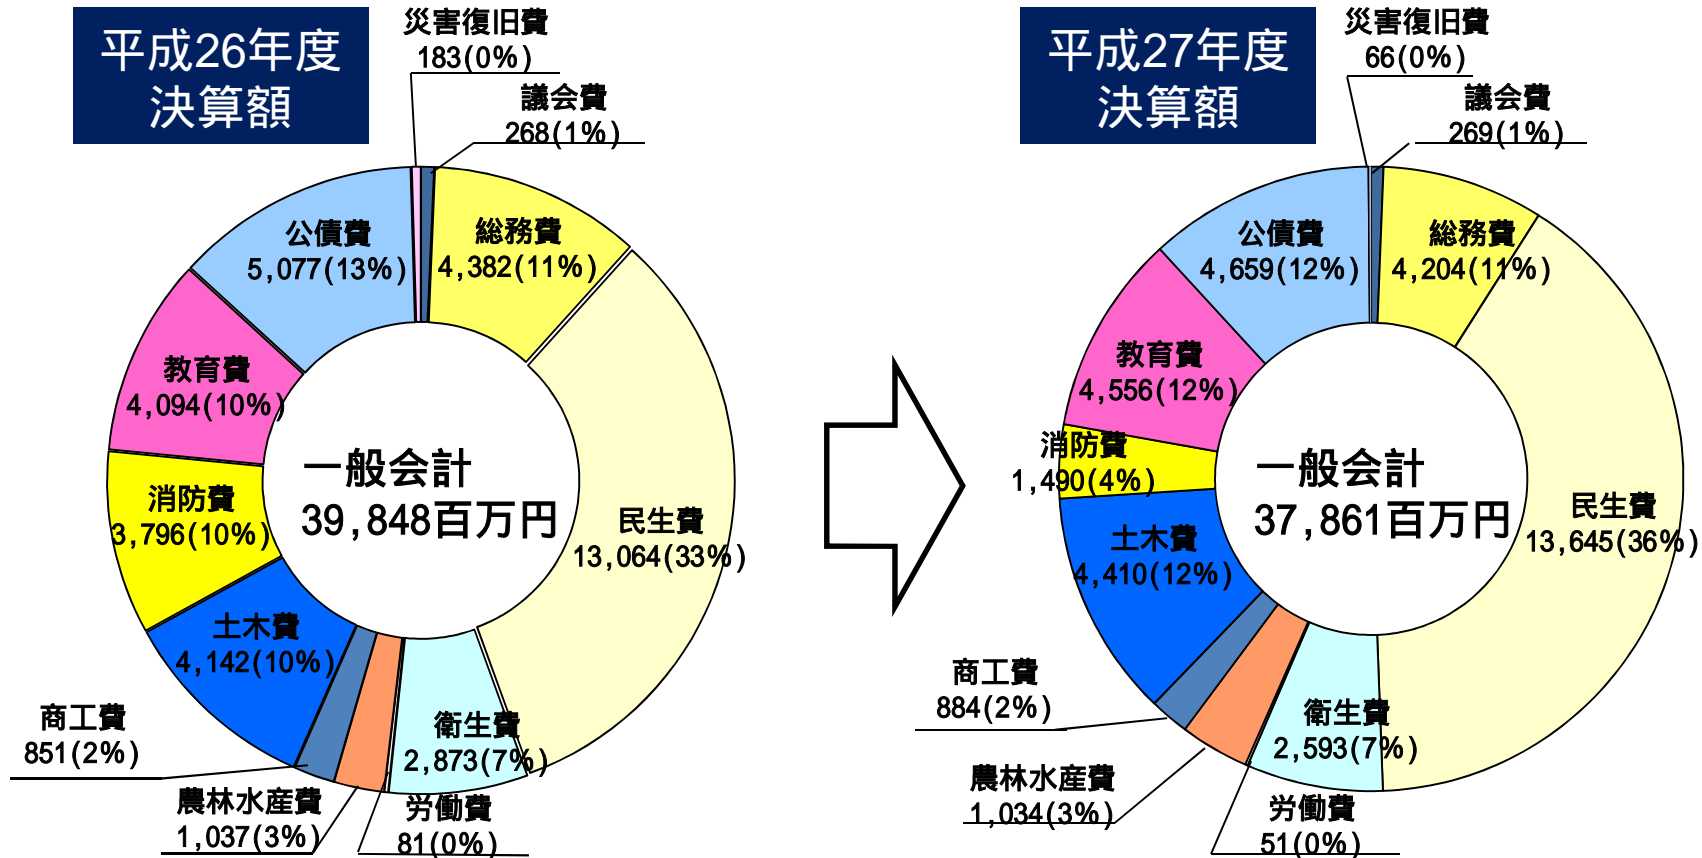 平成26年度
決算額
災害復旧費
183(0%)
議会費
268(1%)
総務費
4,382(11%)
民生費
13,064(33%)
衛生費
2,873(7%)
労働費
81(0%)
農林水産費
1,037(3%)
商工費
851(2%)
土木費
4,142(10%)
消防費
3,796(10%)
教育費
4,094(10%)
公債費
5,077(13%)
一般会計
39,848百万円
平成27年度
決算額
災害復旧費
66(0%)
議会費
269(1%)
総務費
4,204(11%)
民生費
13,645(36%)
衛生費
2,593(7%)
労働費
51(0%)
農林水産費
1,034(3%)
商工費
884(2%)
土木費
4,410(12%)
消防費
1,490(4%)
教育費
4,556(12%)
公債費
4,659(12%)
一般会計
37,861百万円